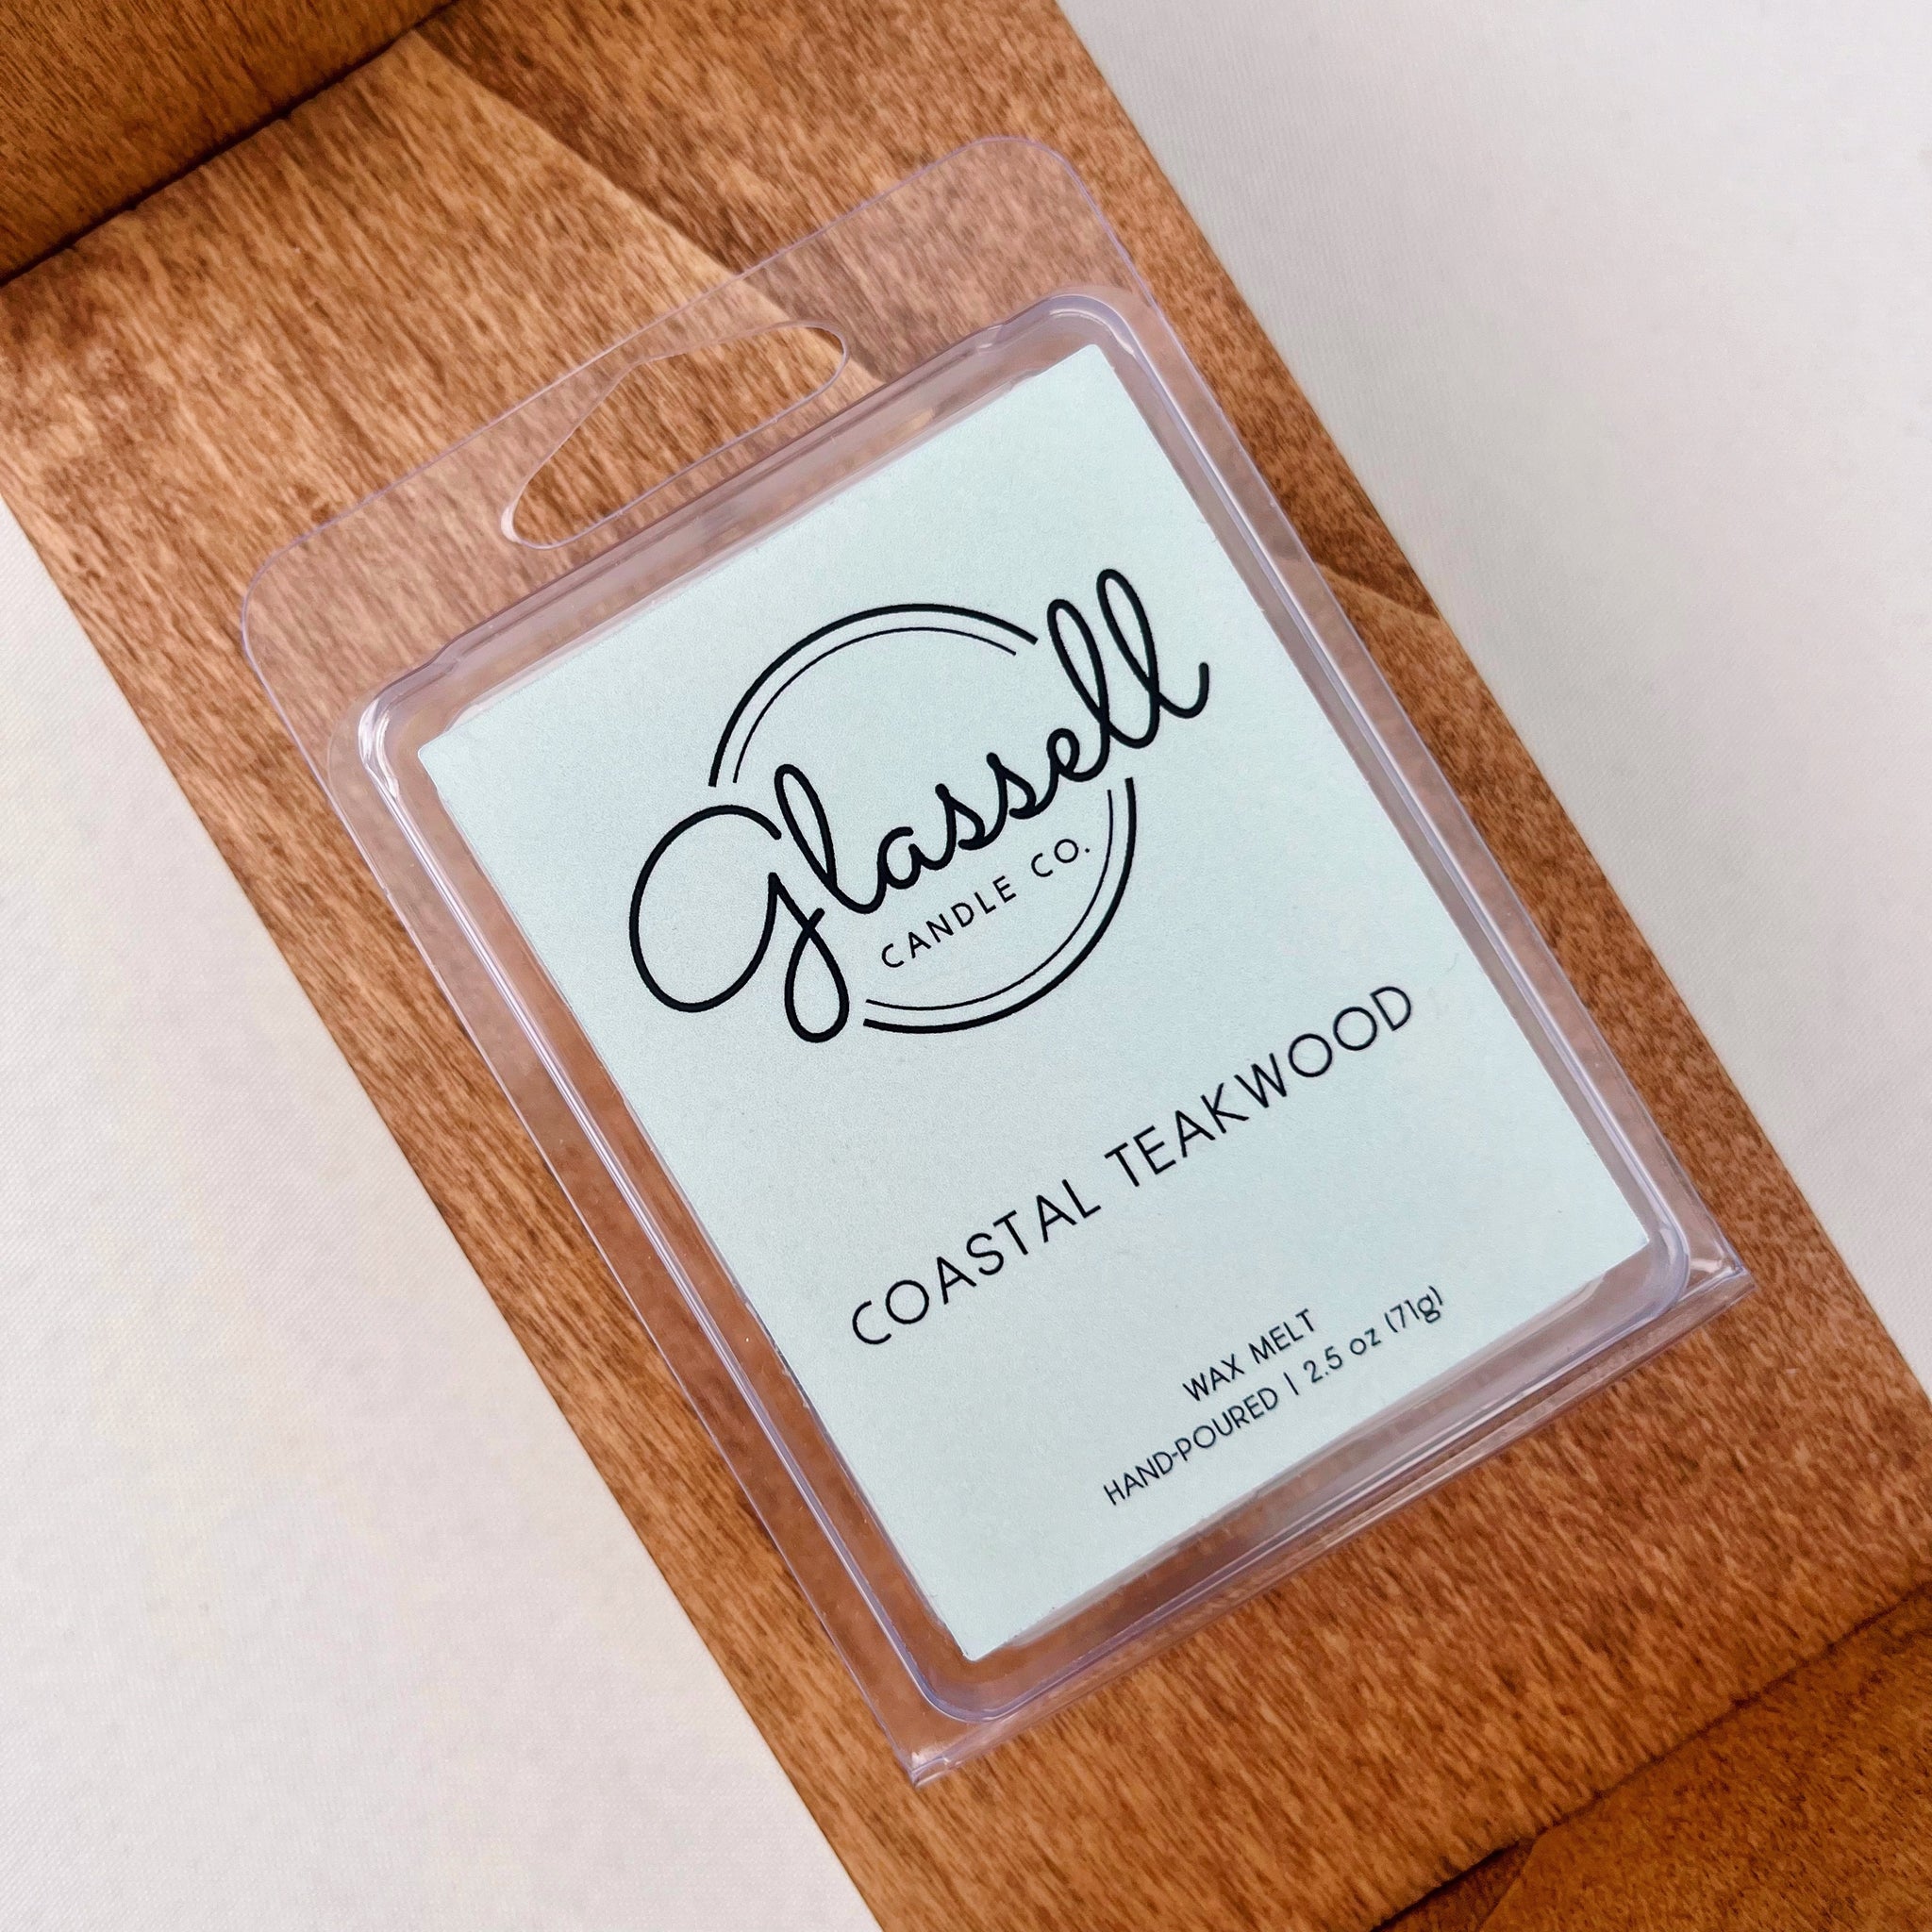 Glassell
CANDLE CO.
COASTAL TEAKWOOD
WAX MELT
HAND-POURED | 2.5 oz (71g)